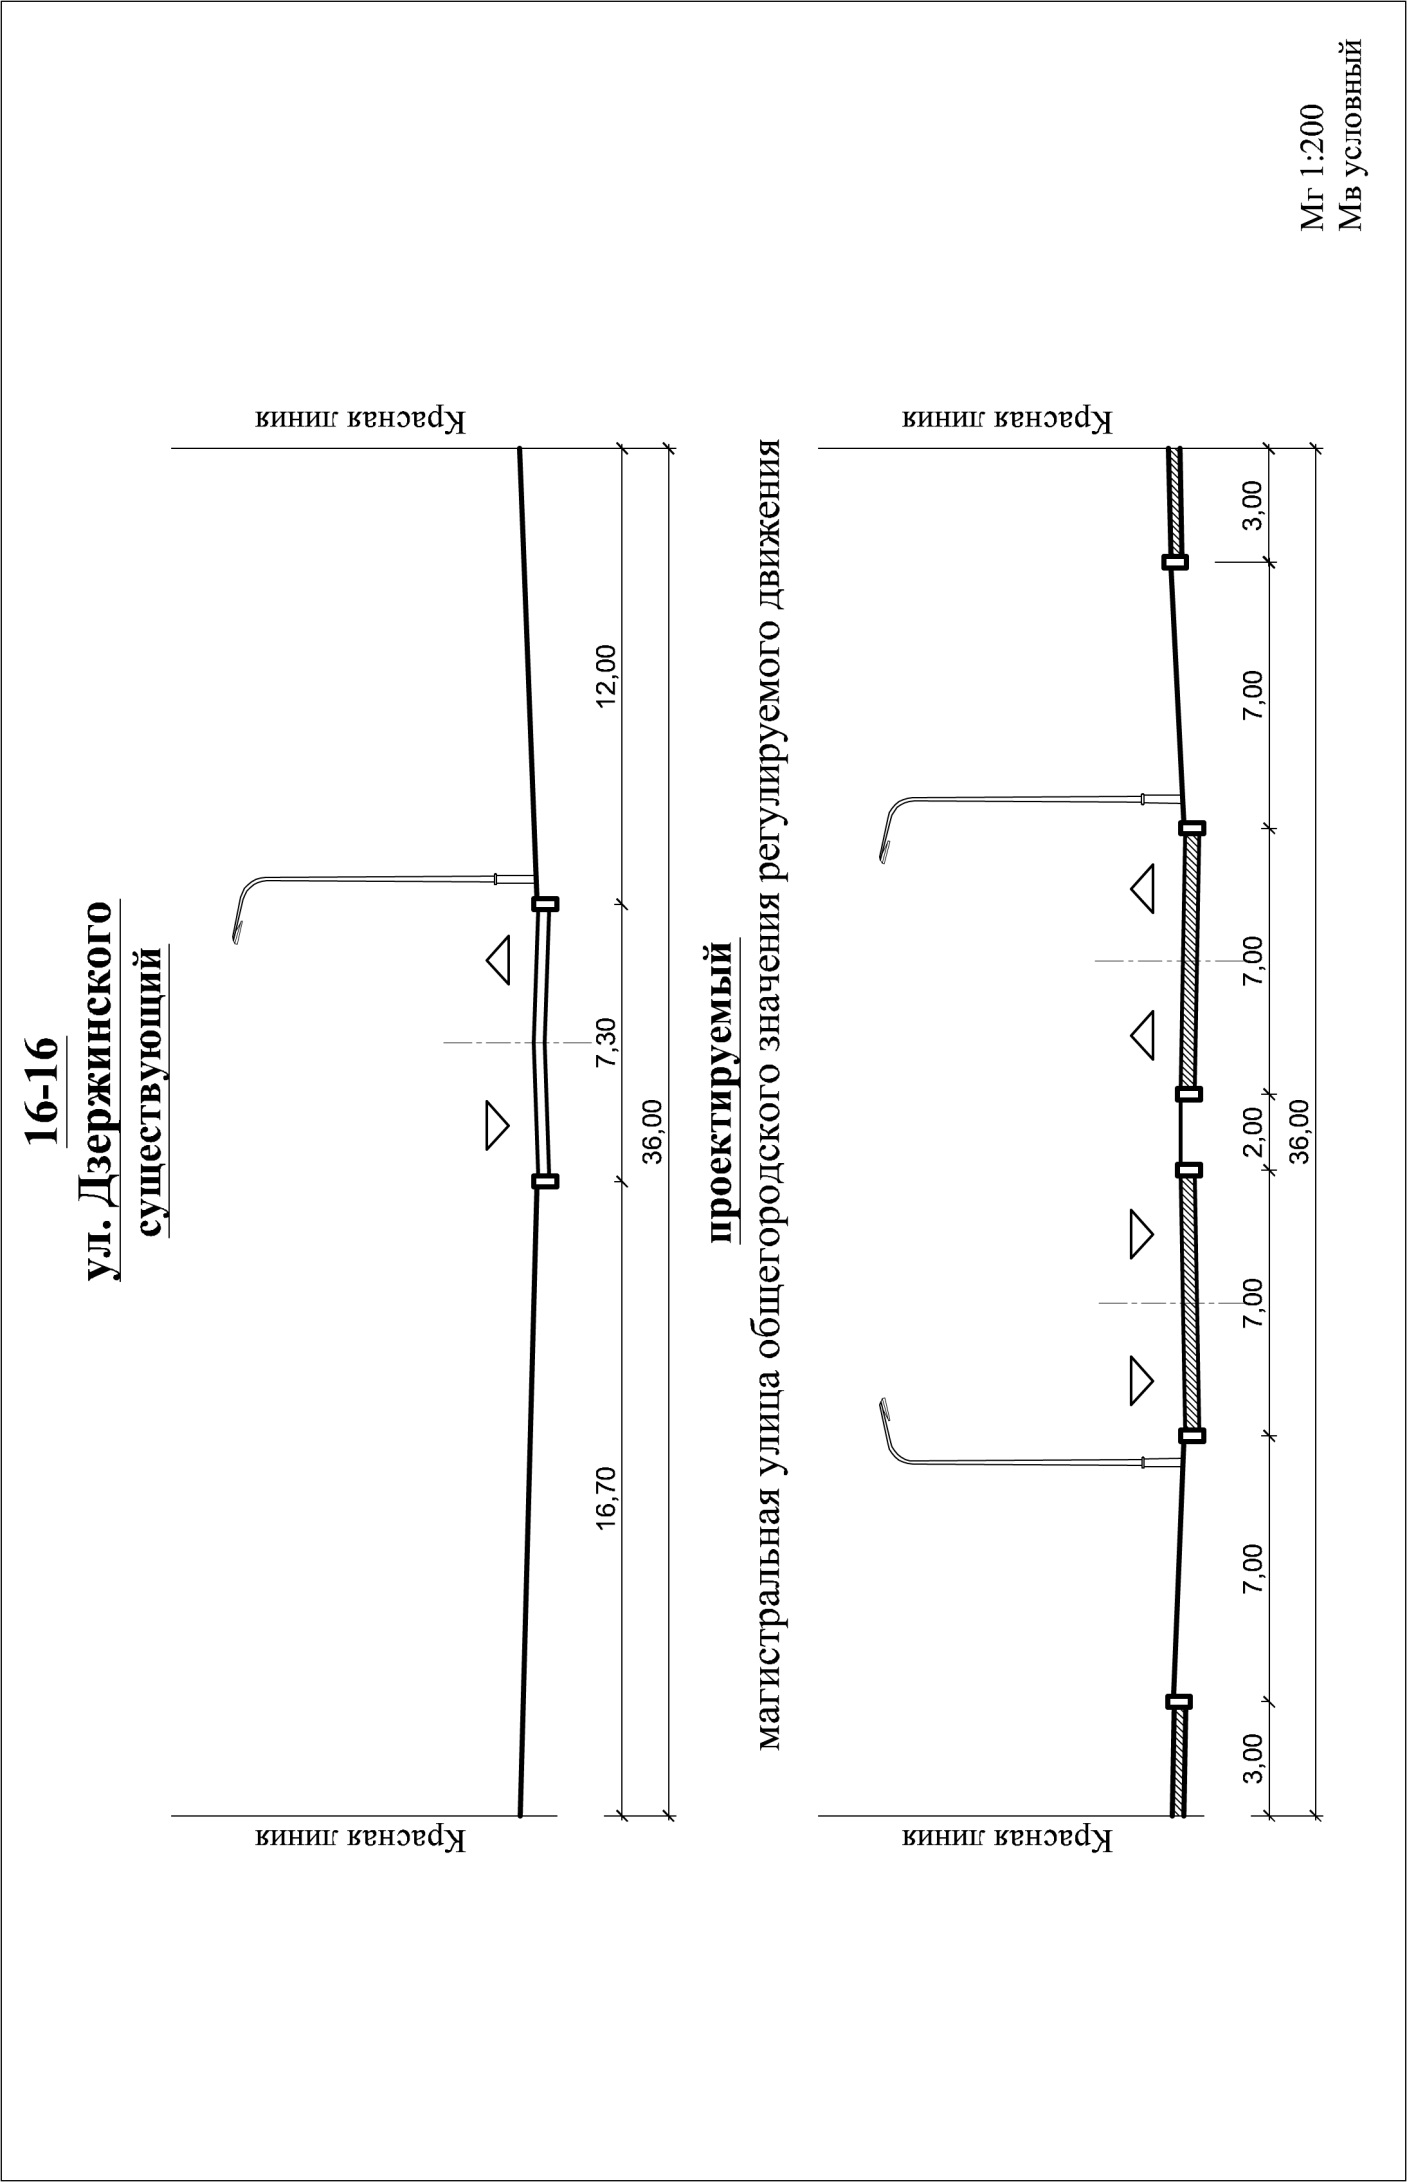 16-16
ул. Дзержинского
существующий
Красная линия
Красная линия
16,70
7,30
12,00
36,00
проектируемый
магистральная улица общегородского значения регулируемого движения
Красная линия
Красная линия
3,00
7,00
7,00
2,00
7,00
7,00
3,00
36,00
Мг 1:200
Мв условный